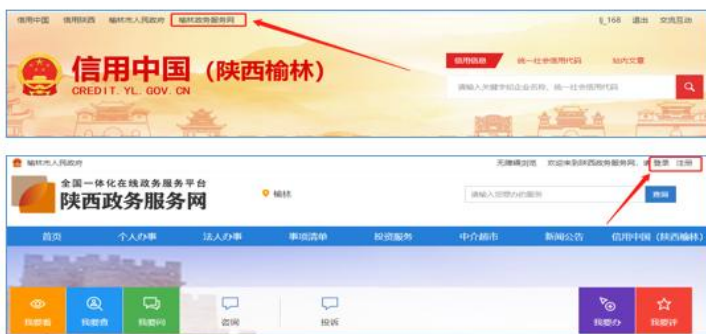 信用中国 信用陕西 榆林市人民政府 榆林政务服务网
lj_168 退出 交流互动
信用中国（陕西榆林）
CREDIT. YL. GOV. CN
信用信息 统一社会信用代码 站内文章
请输入关键字如企业名称、统一社会信用代码
榆林市人民政府
无障碍浏览 欢迎来到陕西政务服务网，请 登录 注册
全国一体化在线政务服务平台
陕西政务服务网
榆林
请输入您想办的服务
查询
首页 个人办事 法人办事 事项清单 投资服务 中介超市 新闻公告 信用中国（陕西榆林）
我要看 我要查 我要问 咨询 投诉 我要办 我要评